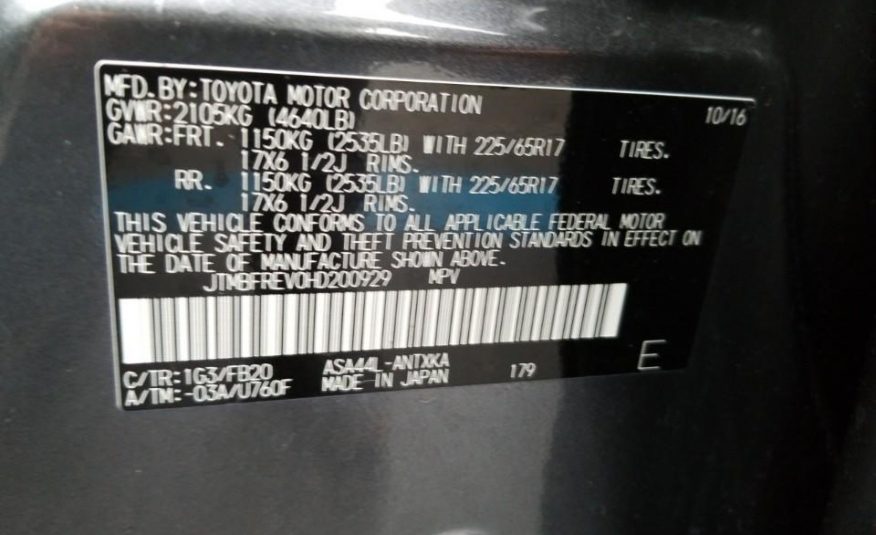 MFD.BY:TOYOTA MOTOR CORPORATION 10/16
GVWR:2105KG (4640LB)
GAWR:FRT. 1150KG (2535LB) WITH 225/65R17 TIRES.
17X6 1/2J RIMS.
RR. 1150KG (2535LB) WITH 225/65R17 TIRES.
17X6 1/2J RIMS.
THIS VEHICLE CONFORMS TO ALL APPLICABLE FEDERAL MOTOR
VEHICLE SAFETY AND THEFT PREVENTION STANDARDS IN EFFECT ON
THE DATE OF MANUFACTURE SHOWN ABOVE.
JTMBFREV0HD200929 MPV
C/TR:1G3/FB20 ASA44L-ANTXKA 179 E
A/TM:-03A/U760F MADE IN JAPAN